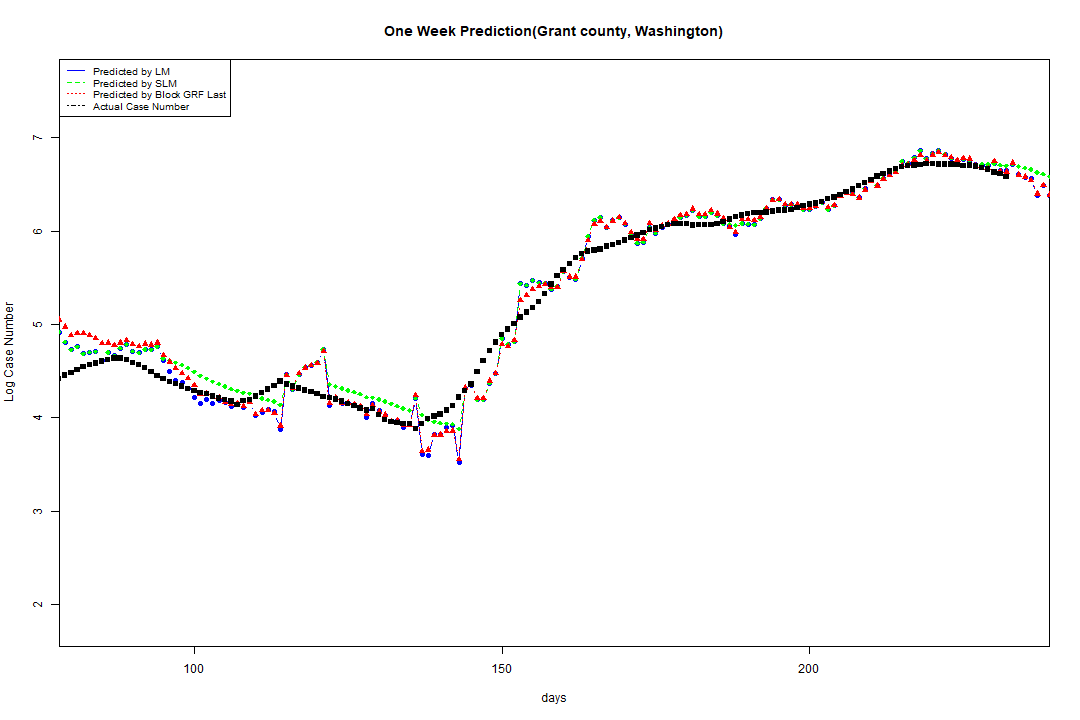 One Week Prediction(Grant county, Washington)
Predicted by LM
Predicted by SLM
Predicted by Block GRF Last
Actual Case Number
7
6
5
4
3
2
Log Case Number
100
150
200
days